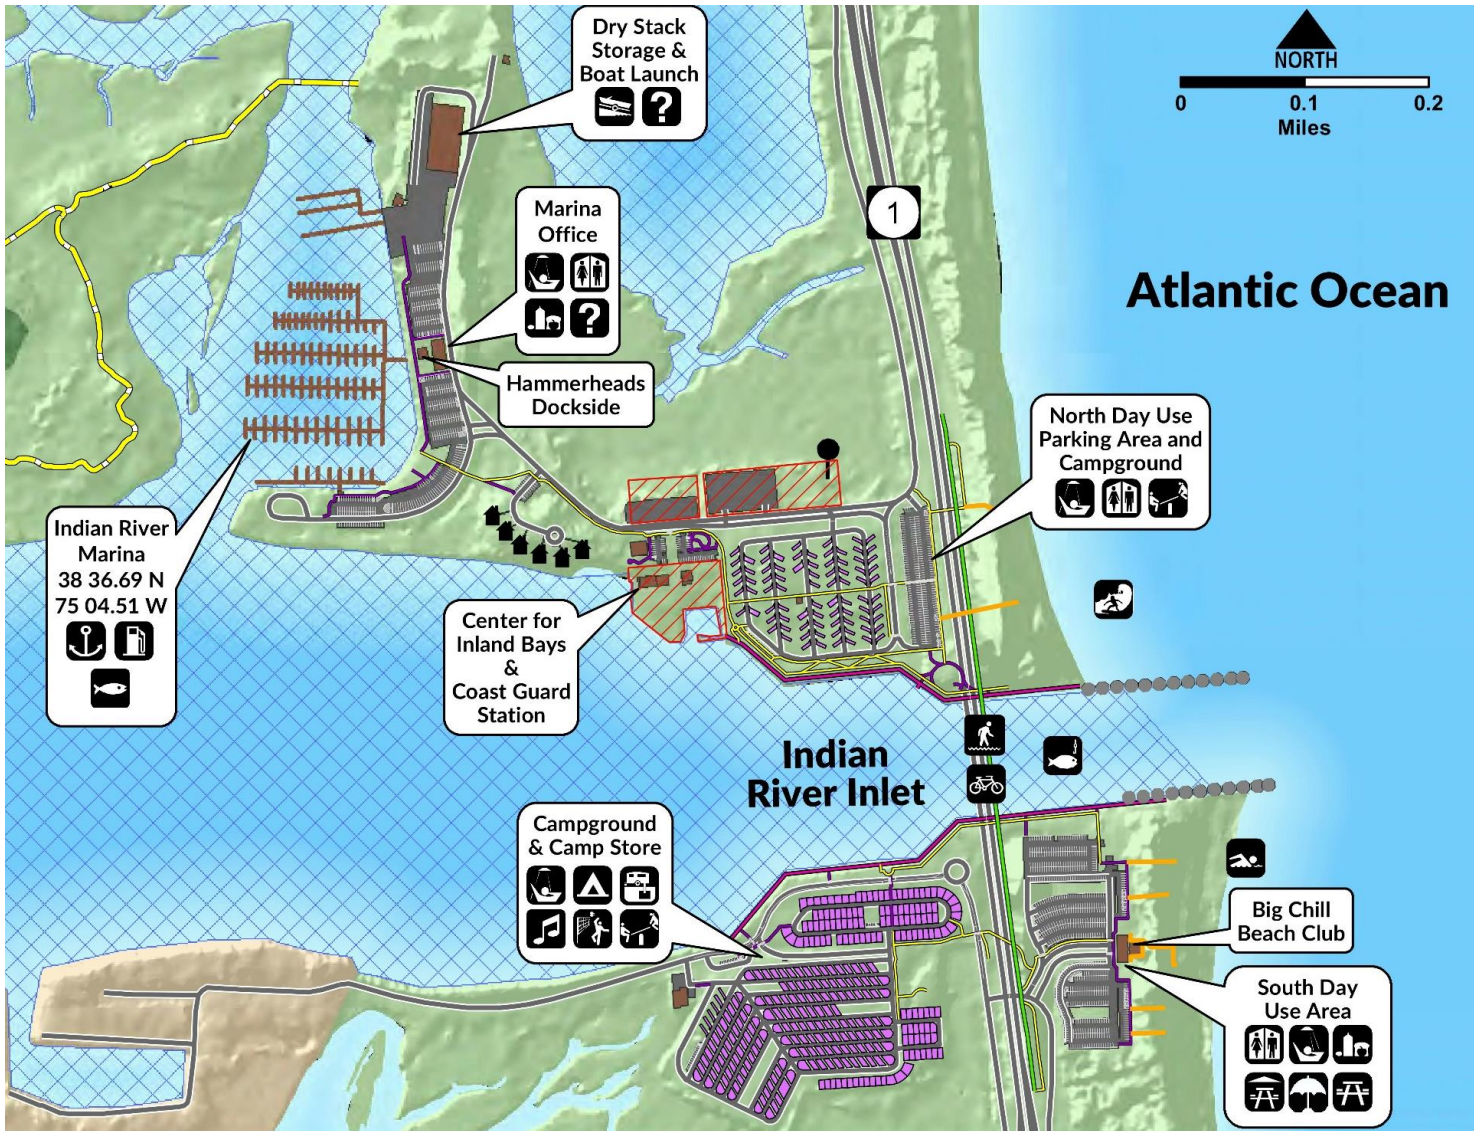 Dry Stack
Storage &
Boat Launch
?
NORTH
0 0.1 0.2
Miles
1
Marina
Office
?
Atlantic Ocean
Hammerheads
Dockside
North Day Use
Parking Area and
Campground
Indian River
Marina
38 36.69 N
75 04.51 W
Center for
Inland Bays
&
Coast Guard
Station
Indian
River Inlet
Campground
& Camp Store
Big Chill
Beach Club
South Day
Use Area